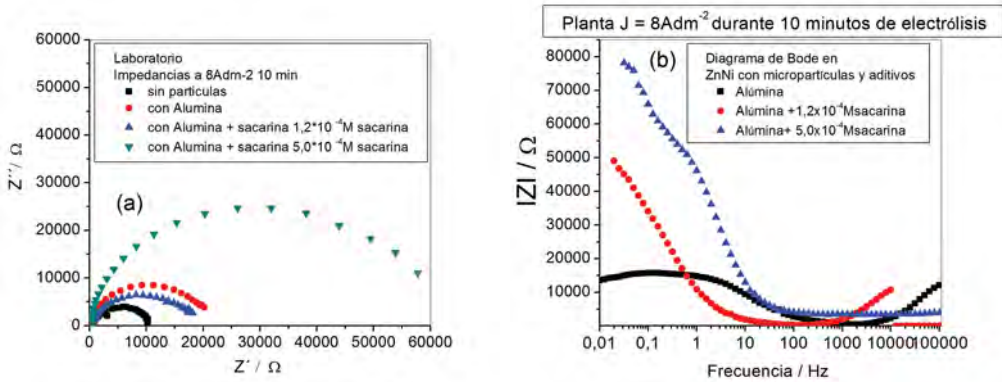 60000
50000
40000
30000
20000
10000
0
Z´´/ Ω
Laboratorio
Impedancias a 8Adm-2 10 min
sin particulas
con Alumina
con Alumina + sacarina 1,2*10 -4M sacarina
con Alumina + sacarina 5,0*10 -4M sacarina
(a)
0 10000 20000 30000 40000 50000 60000
Z´ / Ω
Planta J = 8Adm-2 durante 10 minutos de electrólisis
80000
70000
60000
50000
40000
30000
20000
10000
IZI / Ω
(b)
Diagrama de Bode en
ZnNi con micropartículas y aditivos
Alúmina
Alúmina +1,2x10-4Msacarina
Alúmina+ 5,0x10-4Msacarina
0,01 0,1 1 10 100 1000 10000 100000
Frecuencia / Hz